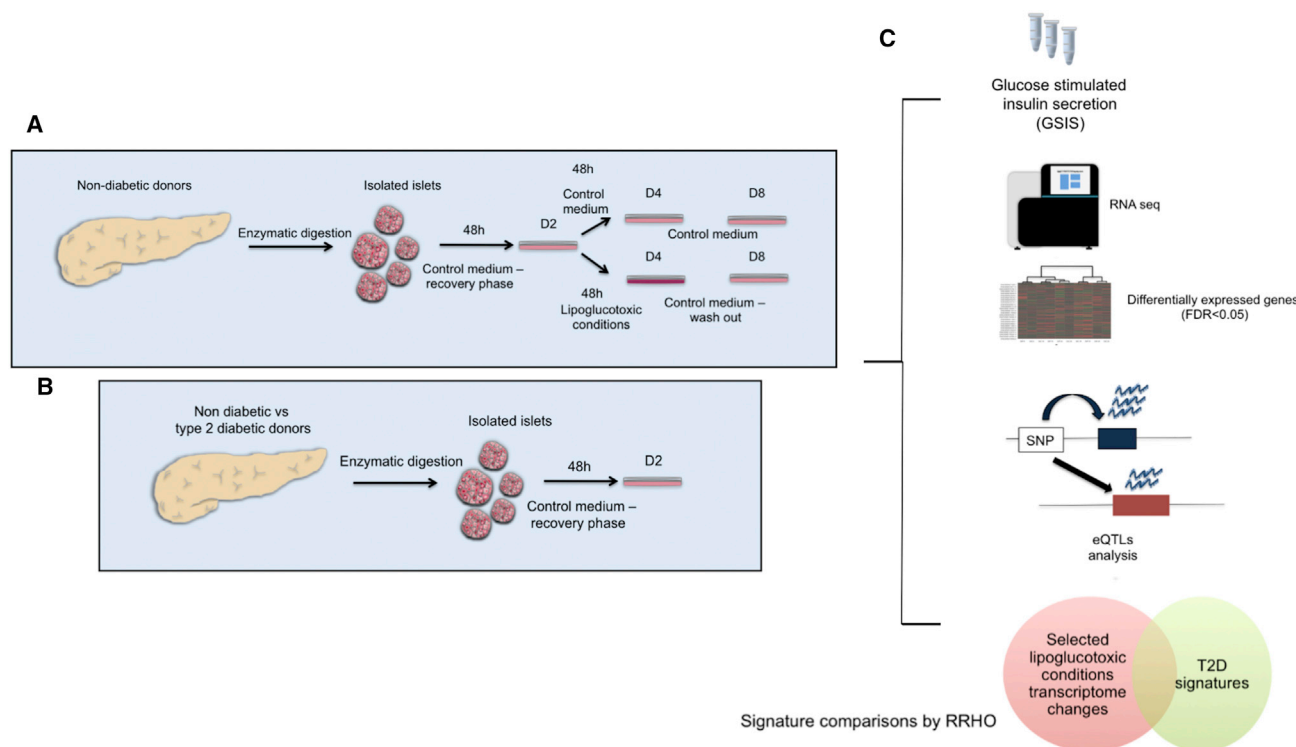 A
Non-diabetic donors
Enzymatic digestion
Isolated islets
48h
Control medium –
recovery phase
D2
48h
Control
medium
D4
D8
Control medium
48h
Lipoglucotoxic
conditions
D4
D8
Control medium –
wash out
B
Non diabetic vs
type 2 diabetic donors
Enzymatic digestion
Isolated islets
48h
Control medium –
recovery phase
D2
C
Glucose stimulated
insulin secretion
(GSIS)
RNA seq
Differentially expressed genes
(FDR<0.05)
SNP
eQTLs
analysis
Selected
lipoglucotoxic
conditions
transcriptome
changes
T2D
signatures
Signature comparisons by RRHO